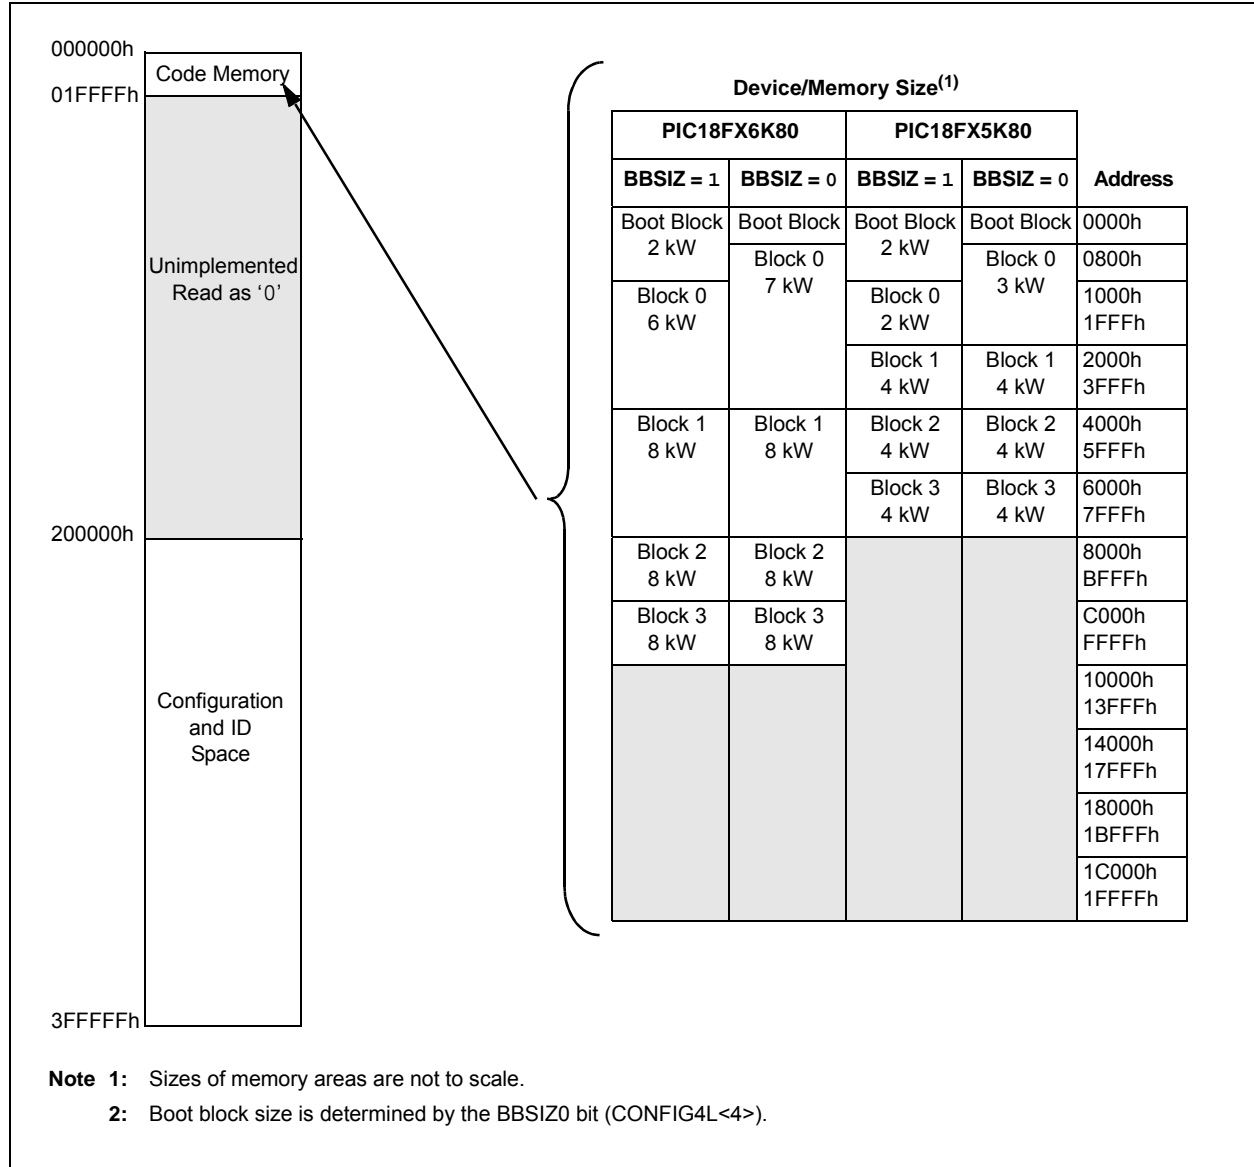 000000h
Code Memory
01FFFFh
Unimplemented
Read as ‘0’
200000h
Configuration
and ID
Space
3FFFFFh
Device/Memory Size(1)
PIC18FX6K80 PIC18FX5K80
BBSIZ = 1 BBSIZ = 0 BBSIZ = 1 BBSIZ = 0 Address
Boot Block Boot Block Boot Block Boot Block 0000h
2 kW Block 0 2 kW Block 0 0800h
7 kW 3 kW
Block 0 Block 0 1000h
6 kW 2 kW 1FFFh
Block 1 Block 1 2000h
4 kW 4 kW 3FFFh
Block 1 Block 1 Block 2 Block 2 4000h
8 kW 8 kW 4 kW 4 kW 5FFFh
Block 3 Block 3 6000h
4 kW 4 kW 7FFFh
Block 2 Block 2 8000h
8 kW 8 kW BFFFh
Block 3 Block 3 C000h
8 kW 8 kW FFFFh
10000h
13FFFh
14000h
17FFFh
18000h
1BFFFh
1C000h
1FFFFh
Note 1: Sizes of memory areas are not to scale.
2: Boot block size is determined by the BBSIZ0 bit (CONFIG4L<4>).